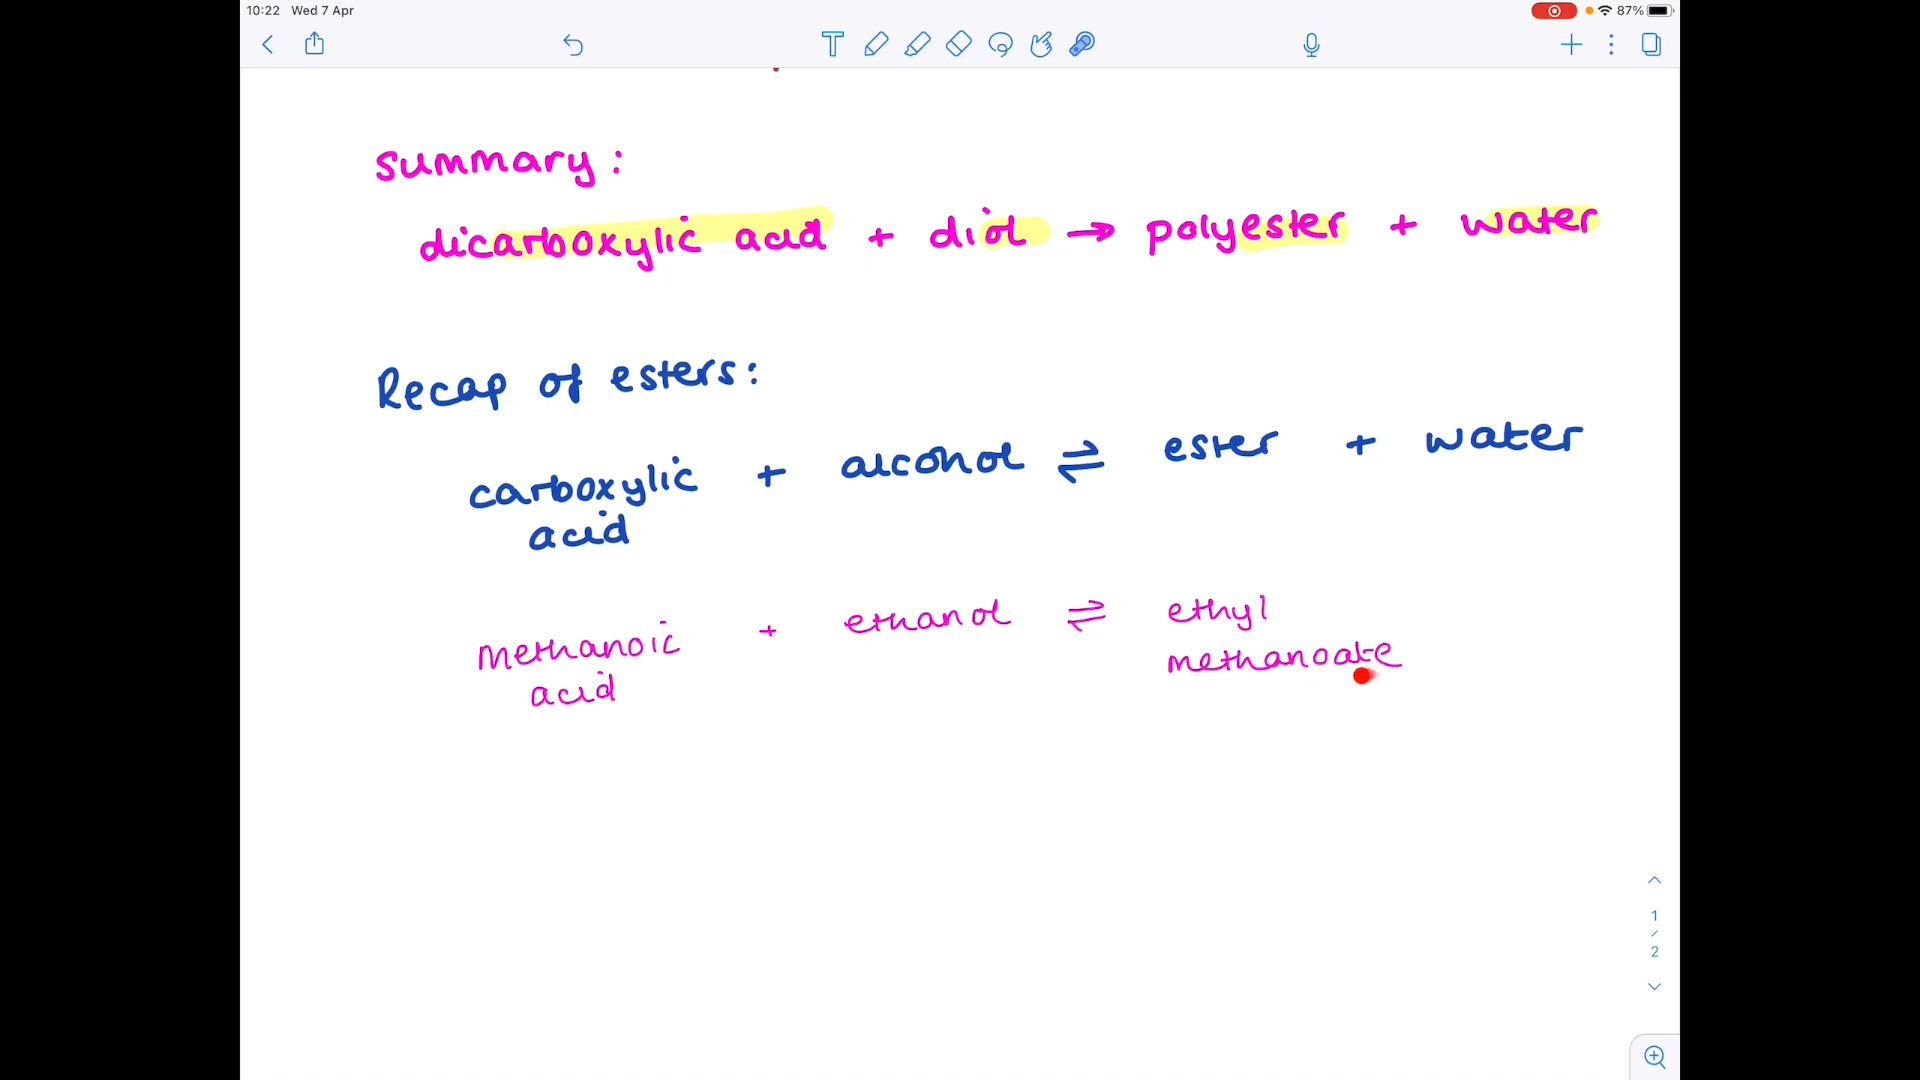 10:22 Wed 7 Apr
87%
summary:
dicarboxylic acid + diol → polyester + water
Recap of esters:
carboxylic acid + alcohol ⇌ ester + water
methanoic acid + ethanol ⇌ ethyl methanoate
1
/
2